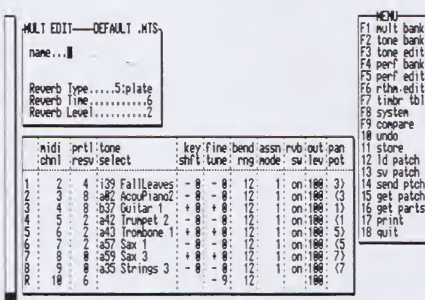 MULT EDIT DEFAULT .MTS
name...
Reverb Type.....5:plate
Reverb Time..........6
Reverb Level.........2
midi prtl tone key fine bend assn rvb out pan
chnl resv select shft tune rng mode sw lev pot
1 2 4 i39 FallLeaves - 0 - 0 12 1 on 100 3>
2 3 8 a02 AcouPiano2 - 0 - 0 12 1 on 100 <3
3 4 8 b37 Guitar 1 + 0 + 0 12 1 on 100 1>
4 5 2 a42 Trumpet 2 - 0 - 0 12 1 on 100 <1
5 6 2 a43 Trombone 1 + 0 + 0 12 1 on 100 5>
6 7 2 a57 Sax 1 - 0 - 0 12 1 on 100 <5
7 8 0 a59 Sax 3 + 0 + 0 12 1 on 100 7>
8 9 0 a35 Strings 3 - 0 - 0 12 1 on 100 <7
R 10 6 - 9 12 100
MENU
F1 mult bank
F2 tone bank
F3 tone edit
F4 perf bank
F5 perf edit
F6 rthm.edit
F7 timbr tbl
F8 system
F9 compare
10 undo
11 store
12 ld patch
13 sv patch
14 send ptch
15 get patch
16 get parts
17 print
18 quit